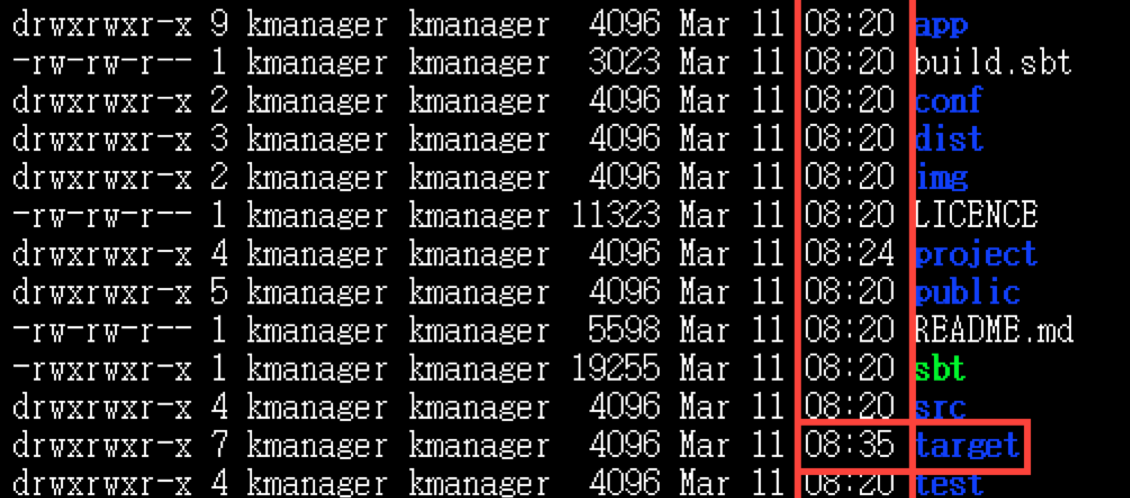 drwxrwxr-x 9 kmanager kmanager 4096 Mar 11 08:20 app
-rw-rw-r-- 1 kmanager kmanager 3023 Mar 11 08:20 build.sbt
drwxrwxr-x 2 kmanager kmanager 4096 Mar 11 08:20 conf
drwxrwxr-x 3 kmanager kmanager 4096 Mar 11 08:20 dist
drwxrwxr-x 2 kmanager kmanager 4096 Mar 11 08:20 img
-rw-rw-r-- 1 kmanager kmanager 11323 Mar 11 08:20 LICENCE
drwxrwxr-x 4 kmanager kmanager 4096 Mar 11 08:24 project
drwxrwxr-x 5 kmanager kmanager 4096 Mar 11 08:20 public
-rw-rw-r-- 1 kmanager kmanager 5598 Mar 11 08:20 README.md
-rwxrwxr-x 1 kmanager kmanager 19255 Mar 11 08:20 sbt
drwxrwxr-x 4 kmanager kmanager 4096 Mar 11 08:20 src
drwxrwxr-x 7 kmanager kmanager 4096 Mar 11 08:35 target
drwxrwxr-x 4 kmanager kmanager 4096 Mar 11 08:20 test